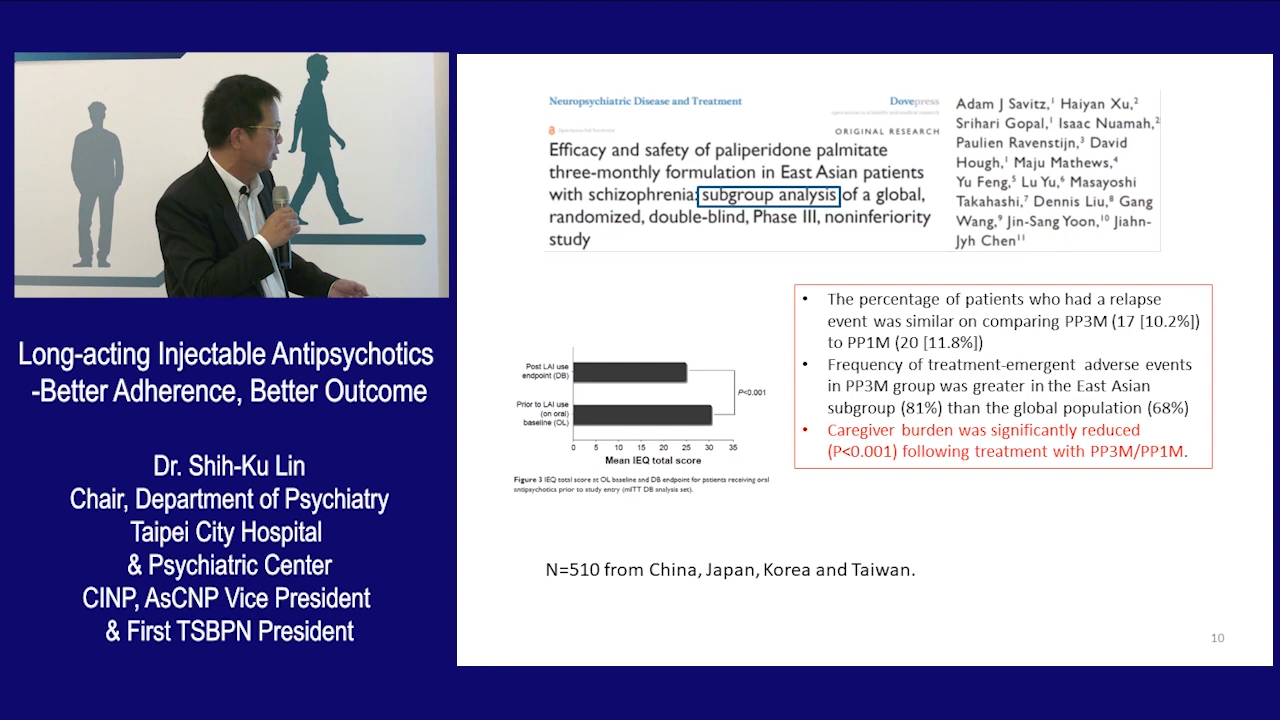 Long-acting Injectable Antipsychotics
-Better Adherence, Better Outcome
Dr. Shih-Ku Lin
Chair, Department of Psychiatry
Taipei City Hospital
& Psychiatric Center
CINP, AsCNP Vice President
& First TSBPN President
Neuropsychiatric Disease and Treatment
Dovepress
ORIGINAL RESEARCH
Efficacy and safety of paliperidone palmitate
three-monthly formulation in East Asian patients
with schizophrenia: subgroup analysis of a global,
randomized, double-blind, Phase III, noninferiority
study
Adam J Savitz,¹ Haiyan Xu,²
Srihari Gopal,¹ Isaac Nuamah,²
Paulien Ravenstijn,³ David
Hough,¹ Maju Mathews,⁴
Yu Feng,⁵ Lu Yu,⁶ Masayoshi
Takahashi,⁷ Dennis Liu,⁸ Gang
Wang,⁹ Jin-Sang Yoon,¹⁰ Jiahn-
Jyh Chen¹¹
Post LAI use
endpoint (DB)
Prior to LAI use
(on oral)
baseline (OL)
P<0.001
0 5 10 15 20 25 30 35
Mean IEQ total score
Figure 3 IEQ total score at OL baseline and DB endpoint for patients receiving oral
antipsychotics prior to study entry (mITT DB analysis set).
• The percentage of patients who had a relapse
event was similar on comparing PP3M (17 [10.2%])
to PP1M (20 [11.8%])
• Frequency of treatment-emergent adverse events
in PP3M group was greater in the East Asian
subgroup (81%) than the global population (68%)
• Caregiver burden was significantly reduced
(P<0.001) following treatment with PP3M/PP1M.
N=510 from China, Japan, Korea and Taiwan.
10